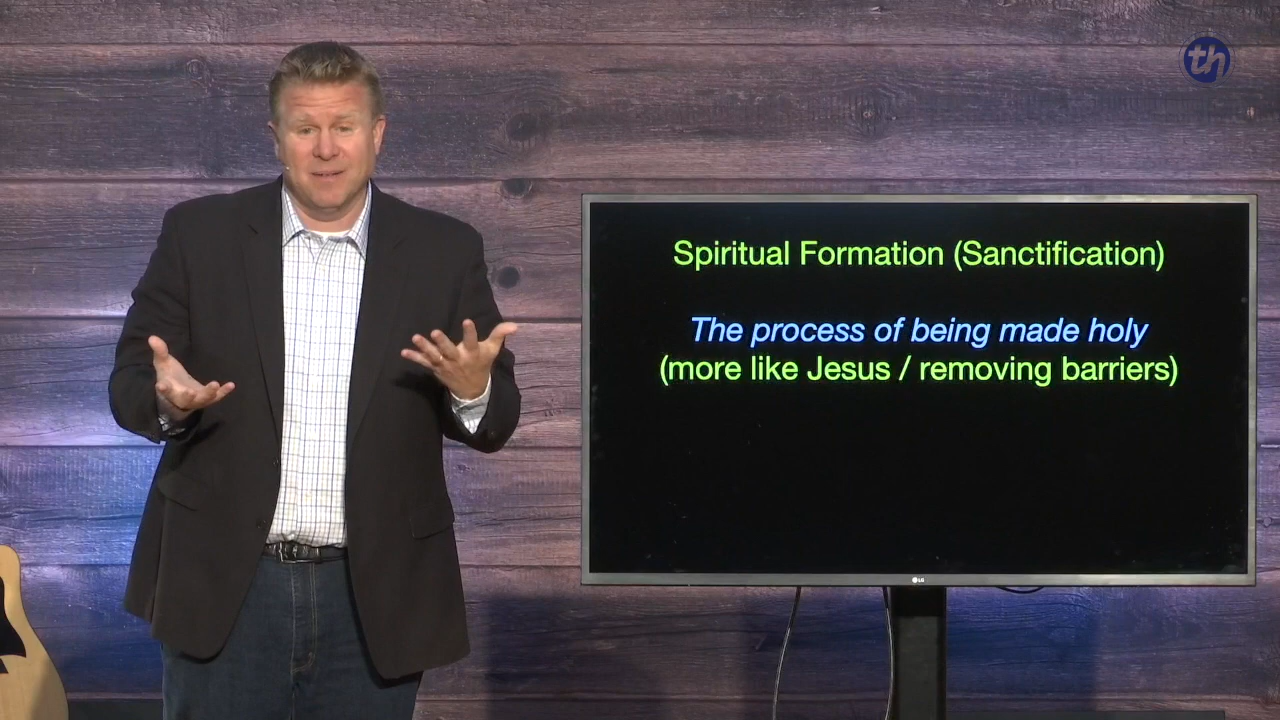 th
Spiritual Formation (Sanctification)
The process of being made holy
(more like Jesus / removing barriers)
LG